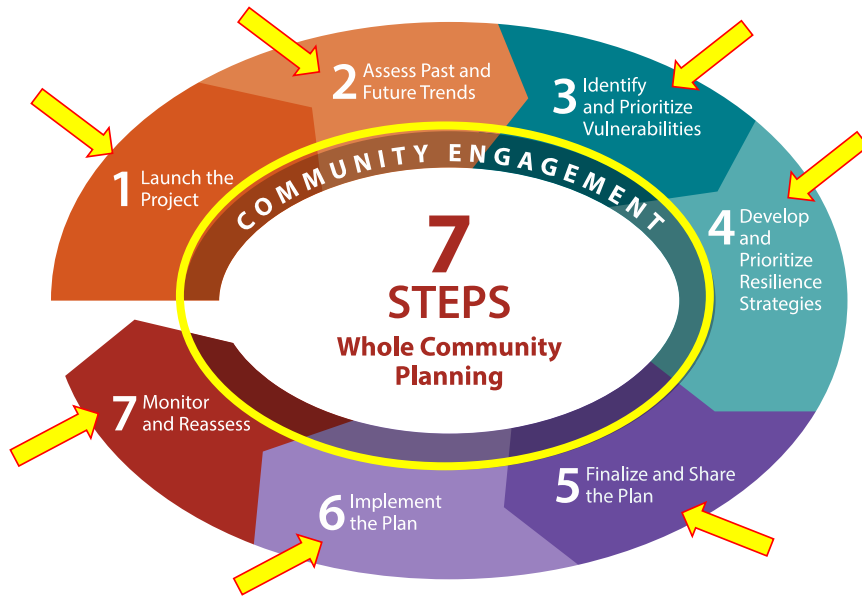 1 Launch the
Project
2 Assess Past and
Future Trends
3 Identify
and Prioritize
Vulnerabilities
4 Develop
and
Prioritize
Resilience
Strategies
5 Finalize and Share
the Plan
6 Implement
the Plan
7 Monitor
and Reassess
COMMUNITY ENGAGEMENT
7
STEPS
Whole Community
Planning